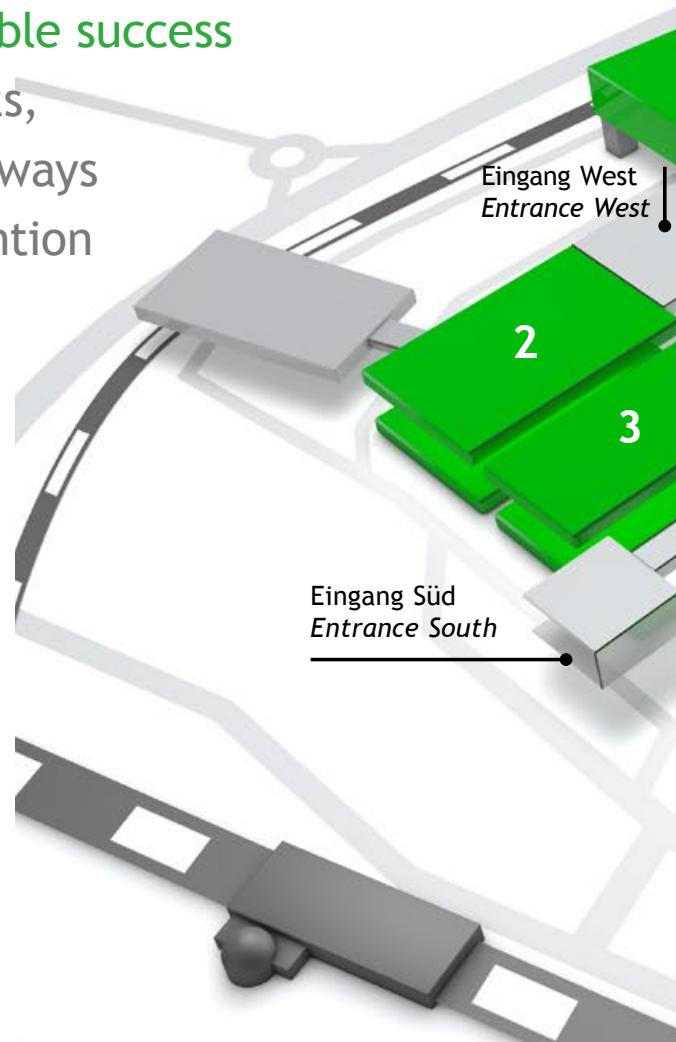 ble success
s,
ways
ntion
Eingang West
Entrance West
2
3
Eingang Süd
Entrance South